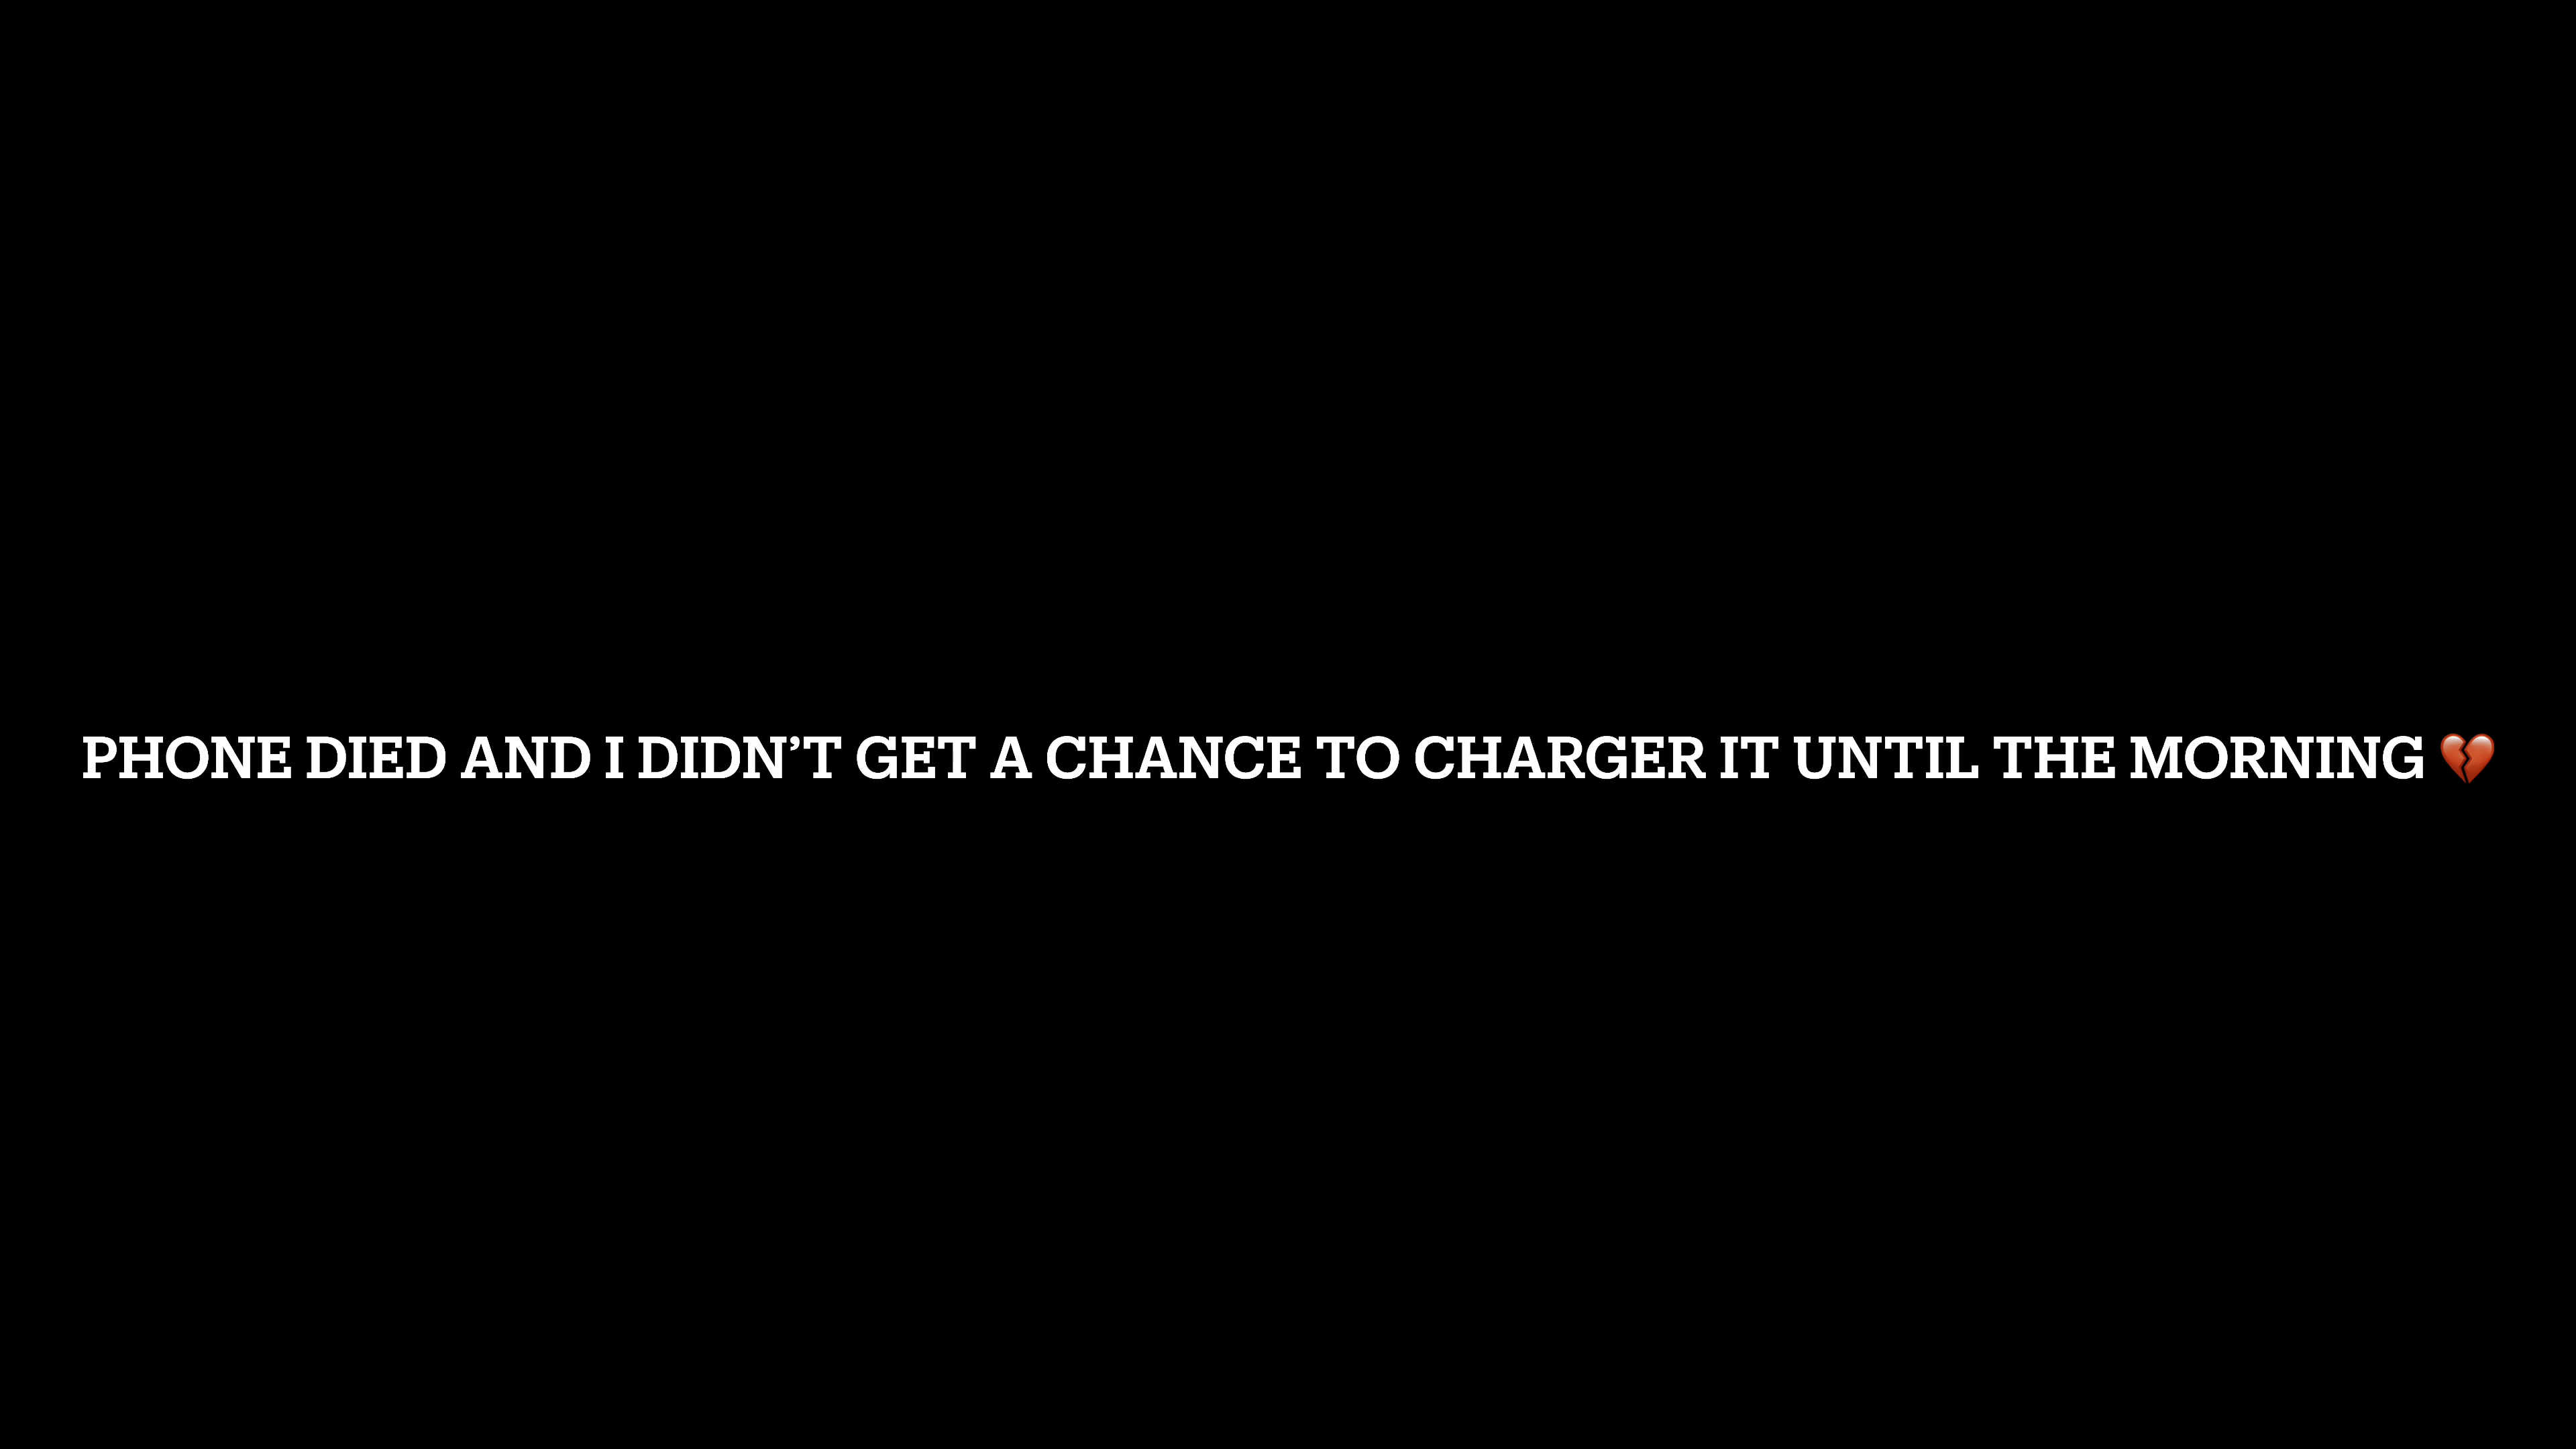 PHONE DIED AND I DIDN’T GET A CHANCE TO CHARGER IT UNTIL THE MORNING 💔